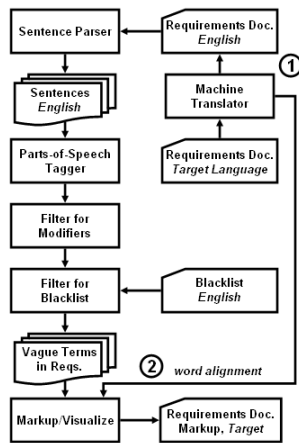 Sentence Parser
Requirements Doc.
English
1
Sentences
English
Machine
Translator
Parts-of-Speech
Tagger
Requirements Doc.
Target Language
Filter for
Modifiers
Filter for
Blacklist
Blacklist
English
Vague Terms
in Reqs.
2 word alignment
Markup/Visualize
Requirements Doc.
Markup, Target